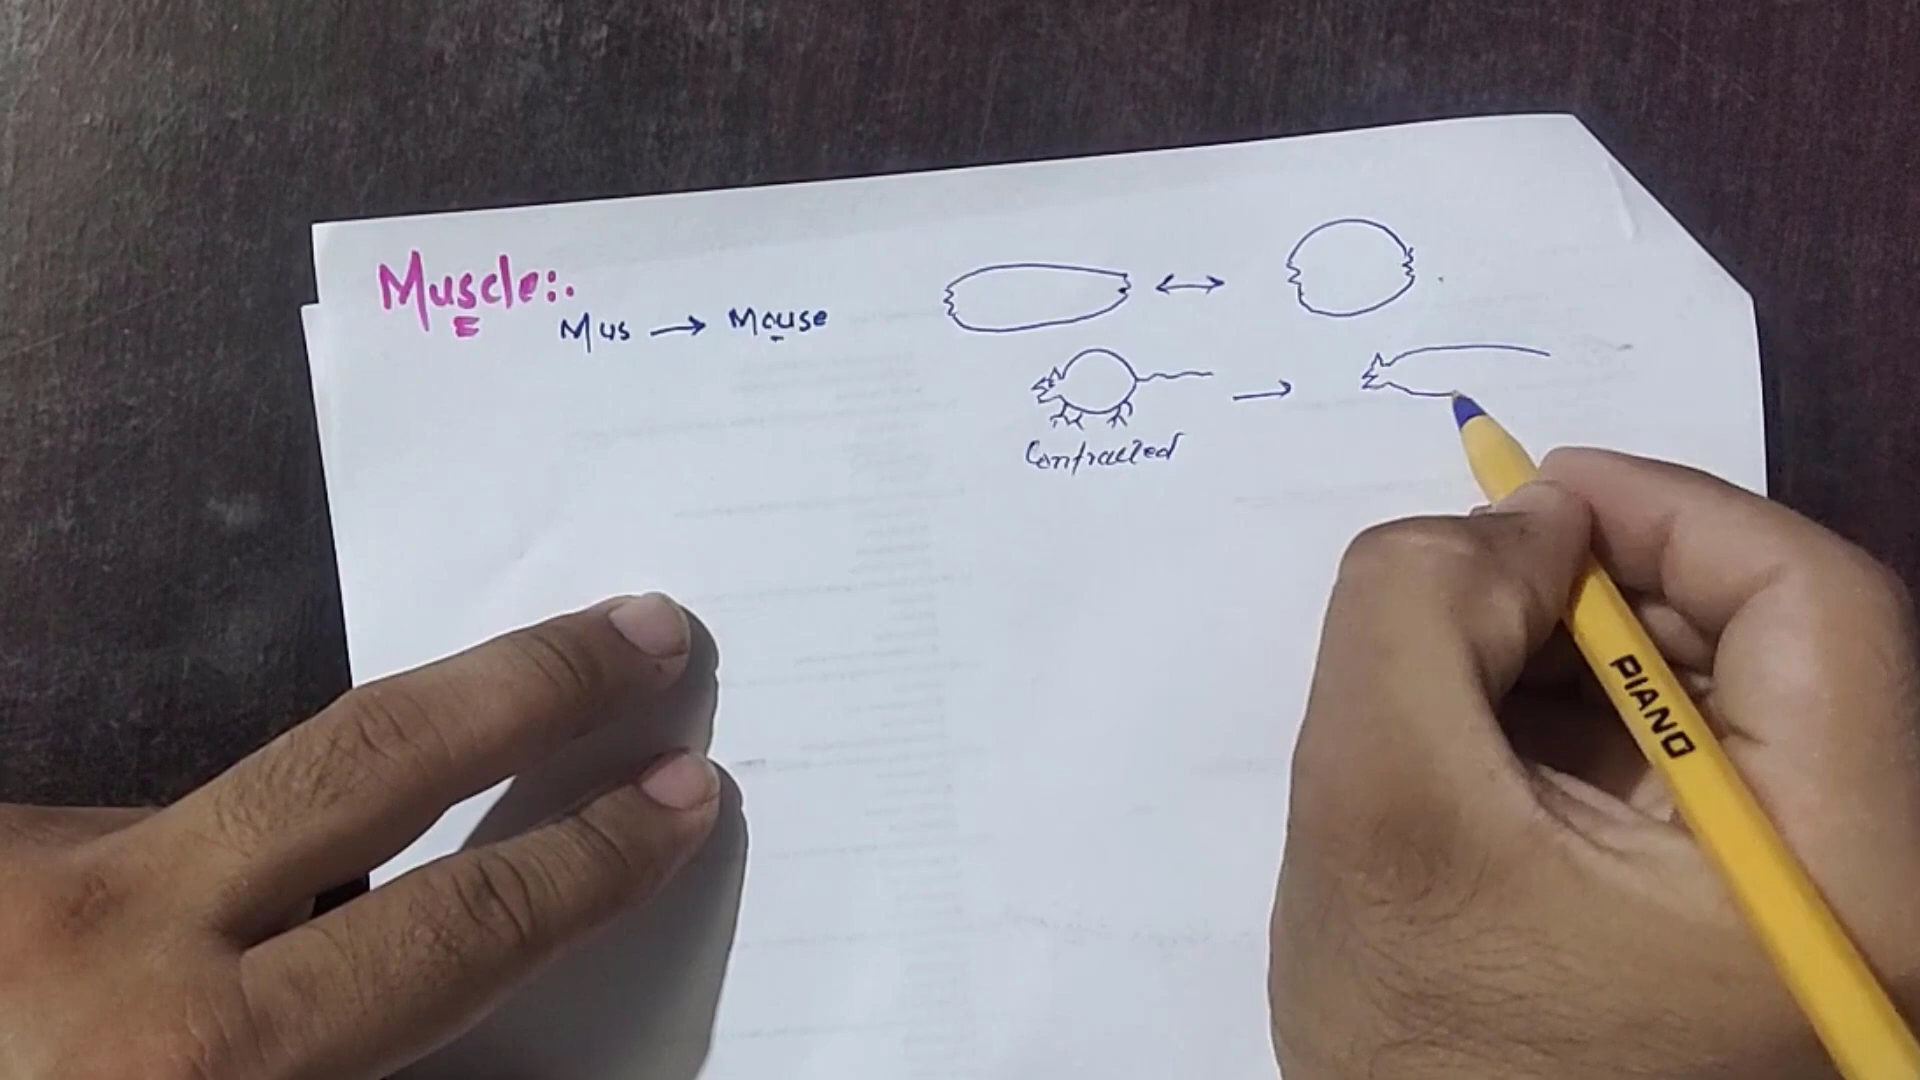 Muscle:.
Mus → Mouse
Contracted
PIANO